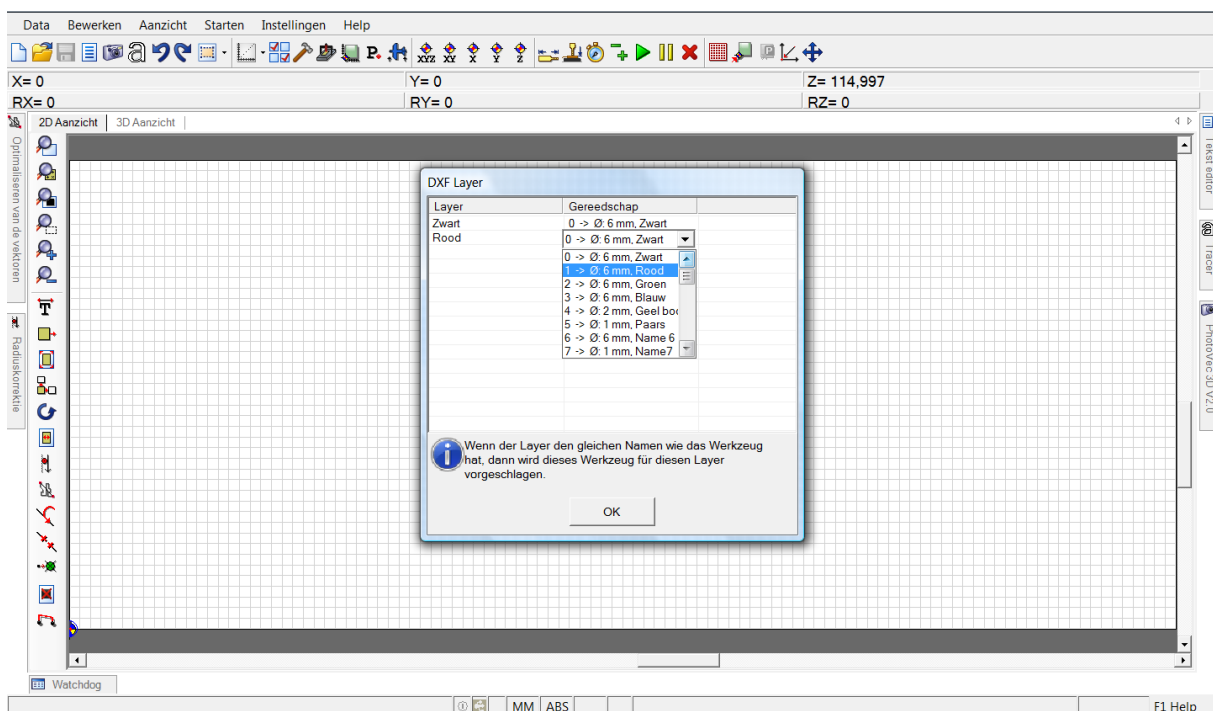 Data Bewerken Aanzicht Starten Instellingen Help
P. XYZ XY X Y Z
X= 0 Y= 0 Z= 114,997
RX= 0 RY= 0 RZ= 0
2D Aanzicht 3D Aanzicht
Optimaliseren van de vektoren
Radiuskorrektie
Tekst editor
Tracer
PhotoVec 3D V2.0
DXF Layer
Layer Gereedschap
Zwart 0 -> Ø: 6 mm, Zwart
Rood 0 -> Ø: 6 mm, Zwart
0 -> Ø: 6 mm, Zwart
1 -> Ø: 6 mm, Rood
2 -> Ø: 6 mm, Groen
3 -> Ø: 6 mm, Blauw
4 -> Ø: 2 mm, Geel bo
5 -> Ø: 1 mm, Paars
6 -> Ø: 6 mm, Name 6
7 -> Ø: 1 mm, Name7
Wenn der Layer den gleichen Namen wie das Werkzeug
hat, dann wird dieses Werkzeug für diesen Layer
vorgeschlagen.
OK
Watchdog
MM ABS F1 Help